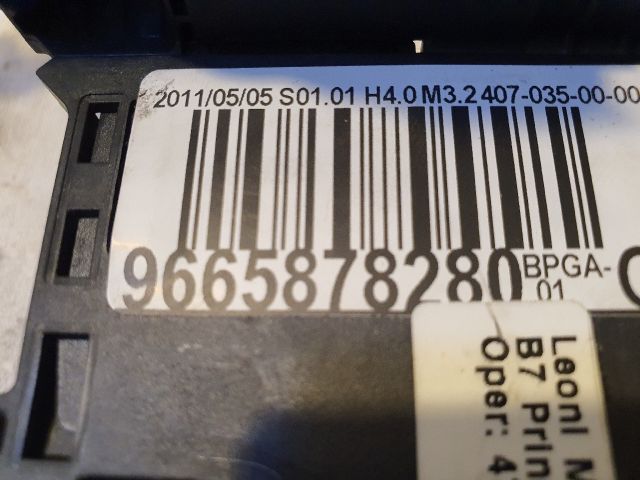 2011/05/05 S01.01 H4.0 M3.2 407-035-00-00
9665878280 BPGA-
01
Leoni M
B7 Prin
Oper: 4